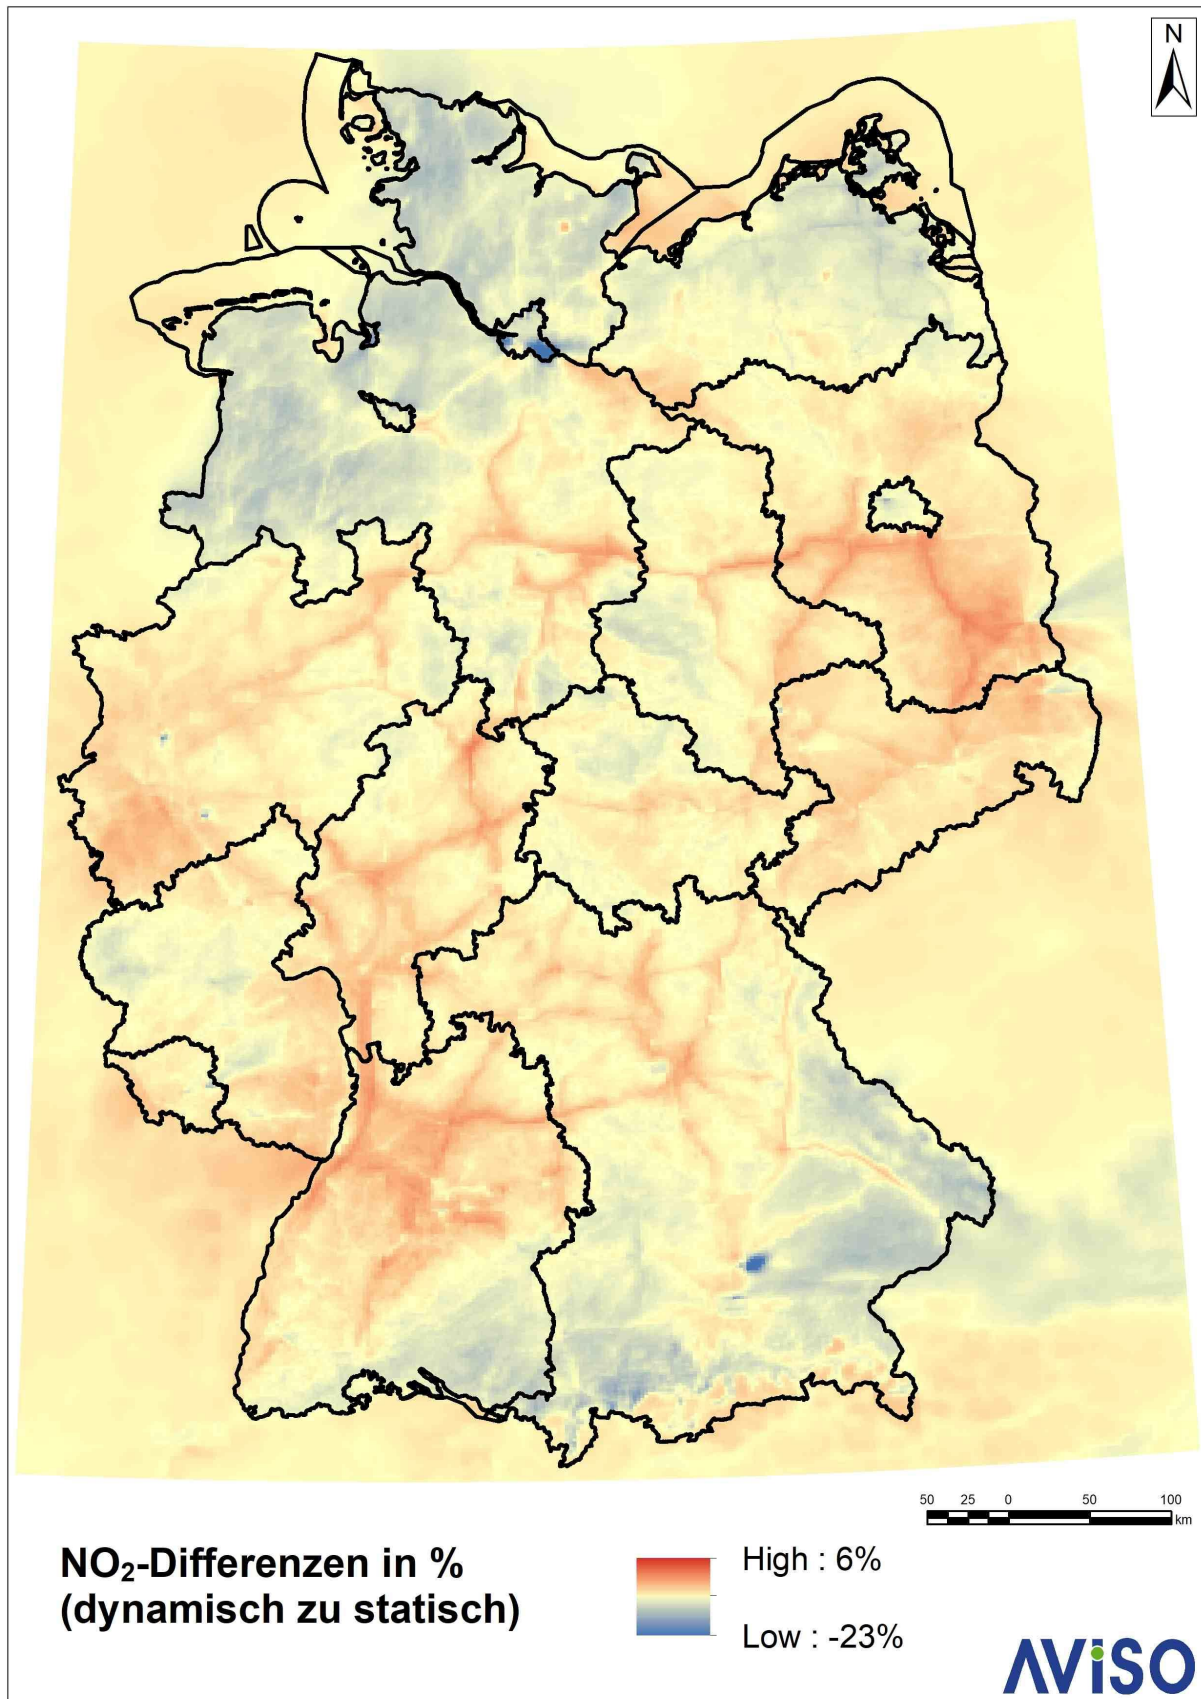 N
50 25 0 50 100
km
NO₂-Differenzen in %
(dynamisch zu statisch)
High : 6%
Low : -23%
AViSO